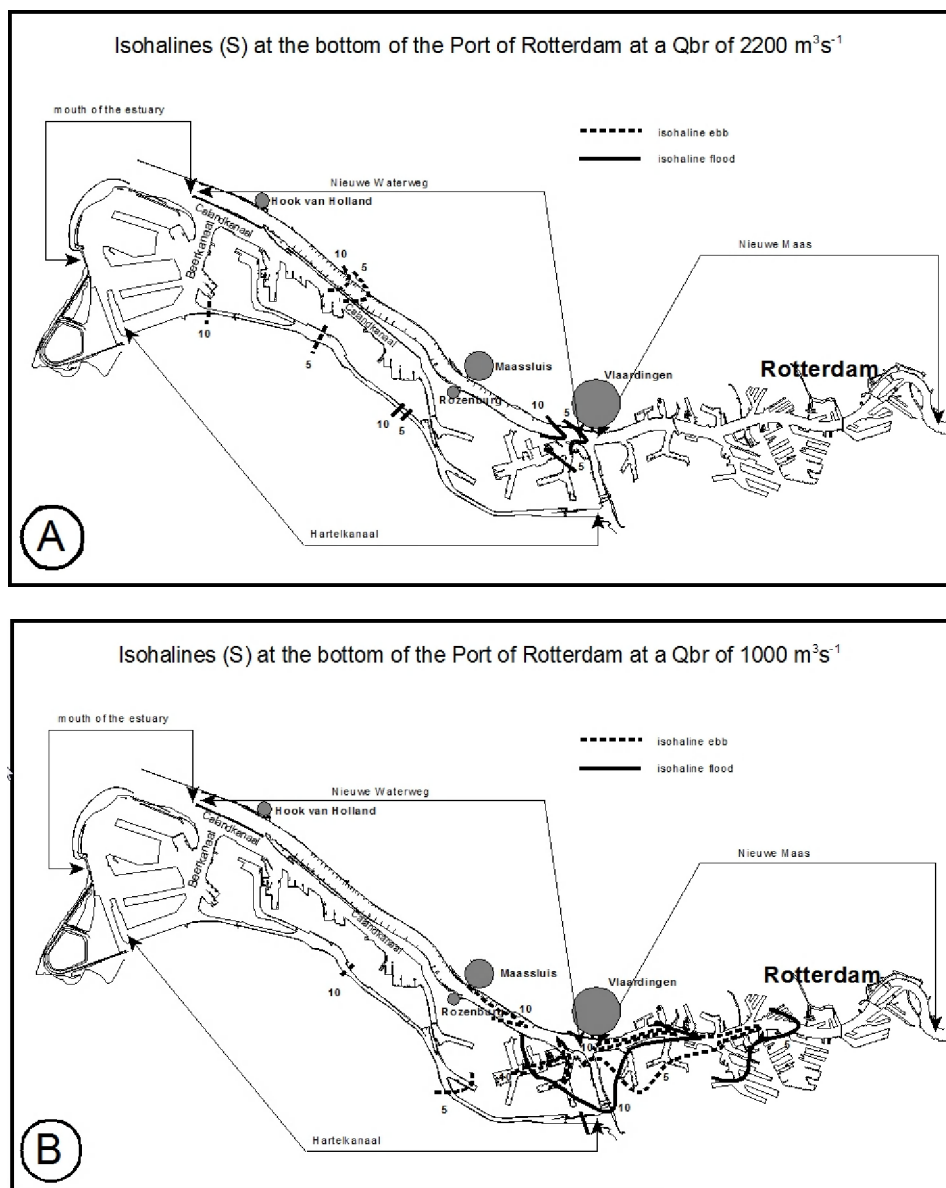 Isohalines (S) at the bottom of the Port of Rotterdam at a Qbr of 2200 m³s⁻¹
mouth of the estuary
isohaline ebb
isohaline flood
Nieuwe Waterweg
Hook van Holland
Calandkanaal
Beerkanaal
Nieuwe Maas
10
5
Calandkanaal
10
5
Maassluis
Rozenburg
Vlaardingen
Rotterdam
10
5
10
5
5
Hartelkanaal
A
Isohalines (S) at the bottom of the Port of Rotterdam at a Qbr of 1000 m³s⁻¹
mouth of the estuary
isohaline ebb
isohaline flood
Nieuwe Waterweg
Hook van Holland
Calandkanaal
Beerkanaal
Nieuwe Maas
Calandkanaal
Maassluis
Rozenburg
Vlaardingen
Rotterdam
10
10
10
5
5
5
10
Hartelkanaal
B